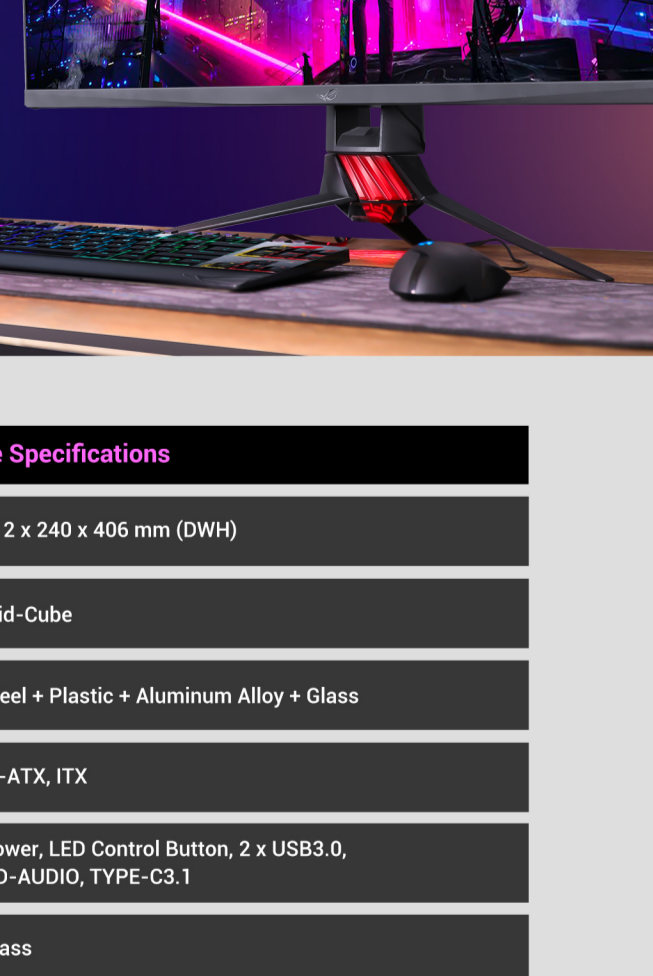 Specifications
2 x 240 x 406 mm (DWH)
id-Cube
eel + Plastic + Aluminum Alloy + Glass
-ATX, ITX
ower, LED Control Button, 2 x USB3.0,
D-AUDIO, TYPE-C3.1
ass